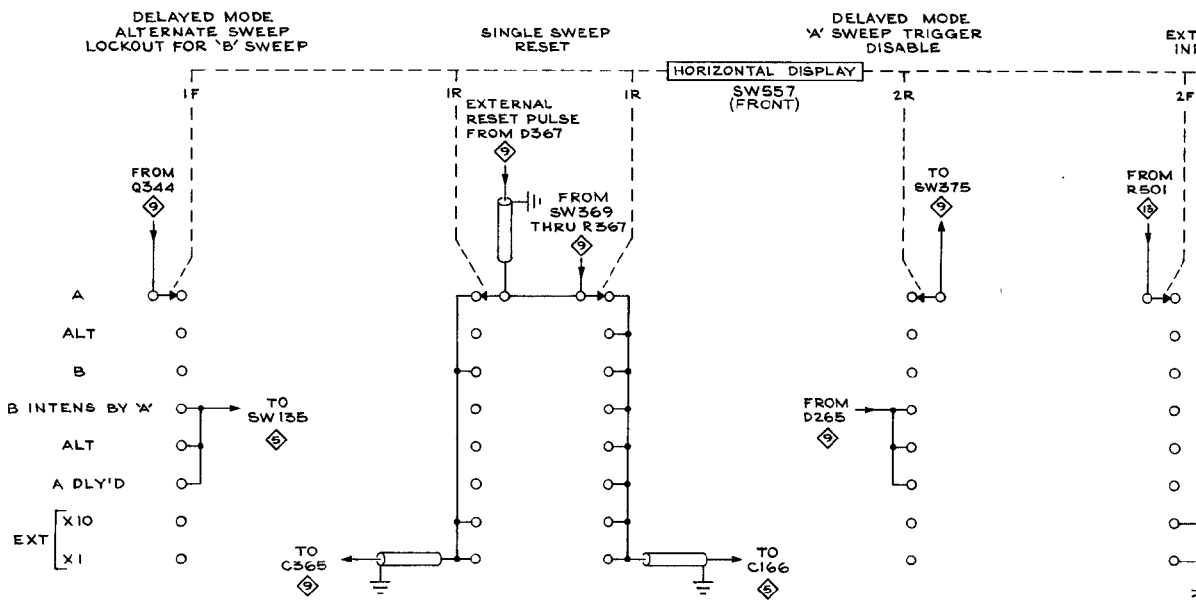 DELAYED MODE
ALTERNATE SWEEP
LOCKOUT FOR 'B' SWEEP
SINGLE SWEEP
RESET
DELAYED MODE
'A' SWEEP TRIGGER
DISABLE
EXT
HORIZONTAL DISPLAY
SW557
(FRONT)
1F
1R
1R
2R
2F
EXTERNAL
RESET PULSE
FROM D367
9
FROM
Q344
9
FROM
SW369
THRU R367
9
TO
SW375
9
FROM
R501
13
A
ALT
B
B INTENS BY 'A'
TO
SW135
5
FROM
D265
9
ALT
A DLY'D
EXT
X10
X1
TO
C365
9
TO
C166
5